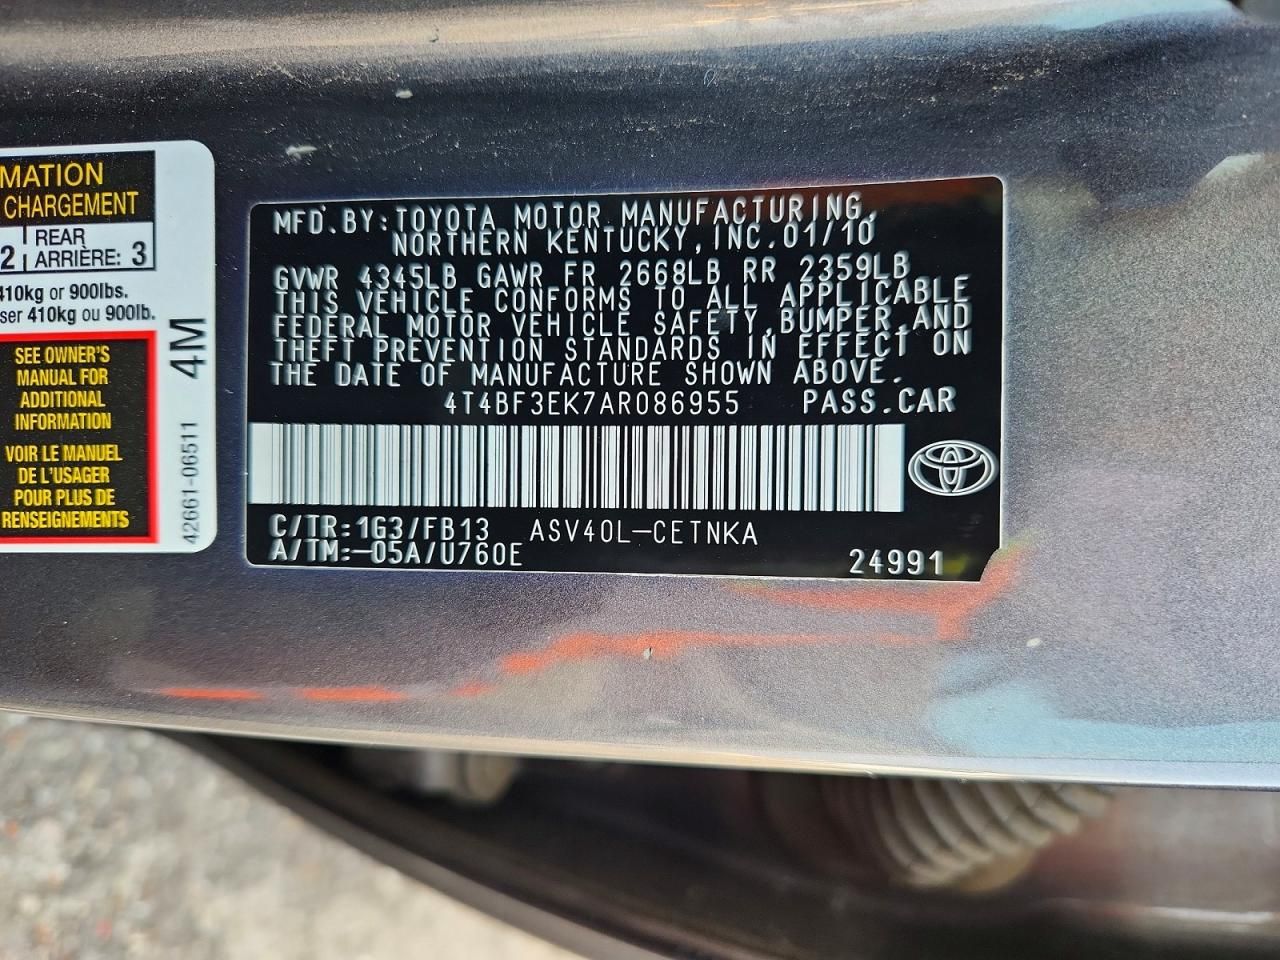 MATION
CHARGEMENT
2 REAR
ARRIÈRE: 3
410kg or 900lbs.
ser 410kg ou 900lb.
SEE OWNER'S
MANUAL FOR
ADDITIONAL
INFORMATION
VOIR LE MANUEL
DE L'USAGER
POUR PLUS DE
RENSEIGNEMENTS
4M
42661-06511
MFD.BY:TOYOTA MOTOR MANUFACTURING,
NORTHERN KENTUCKY,INC.01/10
GVWR 4345LB GAWR FR 2668LB RR 2359LB
THIS VEHICLE CONFORMS TO ALL APPLICABLE
FEDERAL MOTOR VEHICLE SAFETY,BUMPER,AND
THEFT PREVENTION STANDARDS IN EFFECT ON
THE DATE OF MANUFACTURE SHOWN ABOVE.
4T4BF3EK7AR086955 PASS.CAR
C/TR:1G3/FB13 ASV40L-CETNKA
A/TM:-05A/U760E
24991